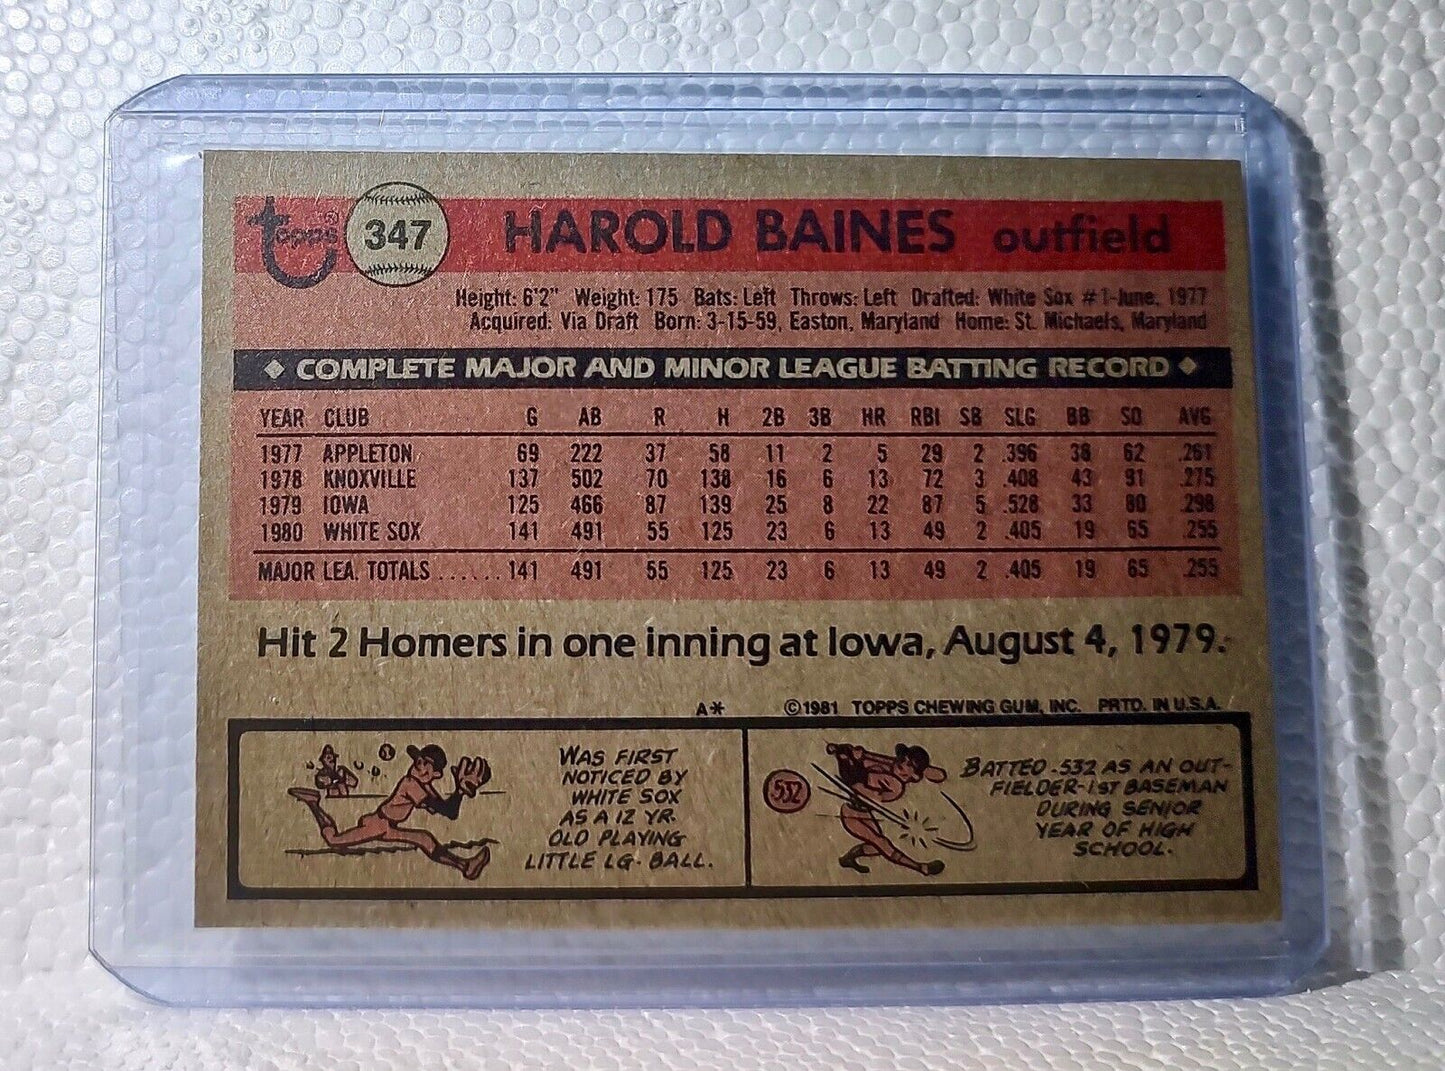 topps® 347 HAROLD BAINES outfield
Height: 6'2" Weight: 175 Bats: Left Throws: Left Drafted: White Sox #1-June, 1977
Acquired: Via Draft Born: 3-15-59, Easton, Maryland Home: St. Michaels, Maryland
◆ COMPLETE MAJOR AND MINOR LEAGUE BATTING RECORD ◆
YEAR CLUB G AB R H 2B 3B HR RBI SB SLG BB SO AVG
1977 APPLETON 69 222 37 58 11 2 5 29 2 .396 38 62 .261
1978 KNOXVILLE 137 502 70 138 16 6 13 72 3 .408 43 91 .275
1979 IOWA 125 466 87 139 25 8 22 87 5 .528 33 80 .298
1980 WHITE SOX 141 491 55 125 23 6 13 49 2 .405 19 65 .255
MAJOR LEA. TOTALS ...... 141 491 55 125 23 6 13 49 2 .405 19 65 .255
Hit 2 Homers in one inning at Iowa, August 4, 1979.
A* ©1981 TOPPS CHEWING GUM, INC. PRTD. IN U.S.A.
WAS FIRST
NOTICED BY
WHITE SOX
AS A 12 YR.
OLD PLAYING
LITTLE LG. BALL.
.532
BATTED .532 AS AN OUT-
FIELDER-1ST BASEMAN
DURING SENIOR
YEAR OF HIGH
SCHOOL.